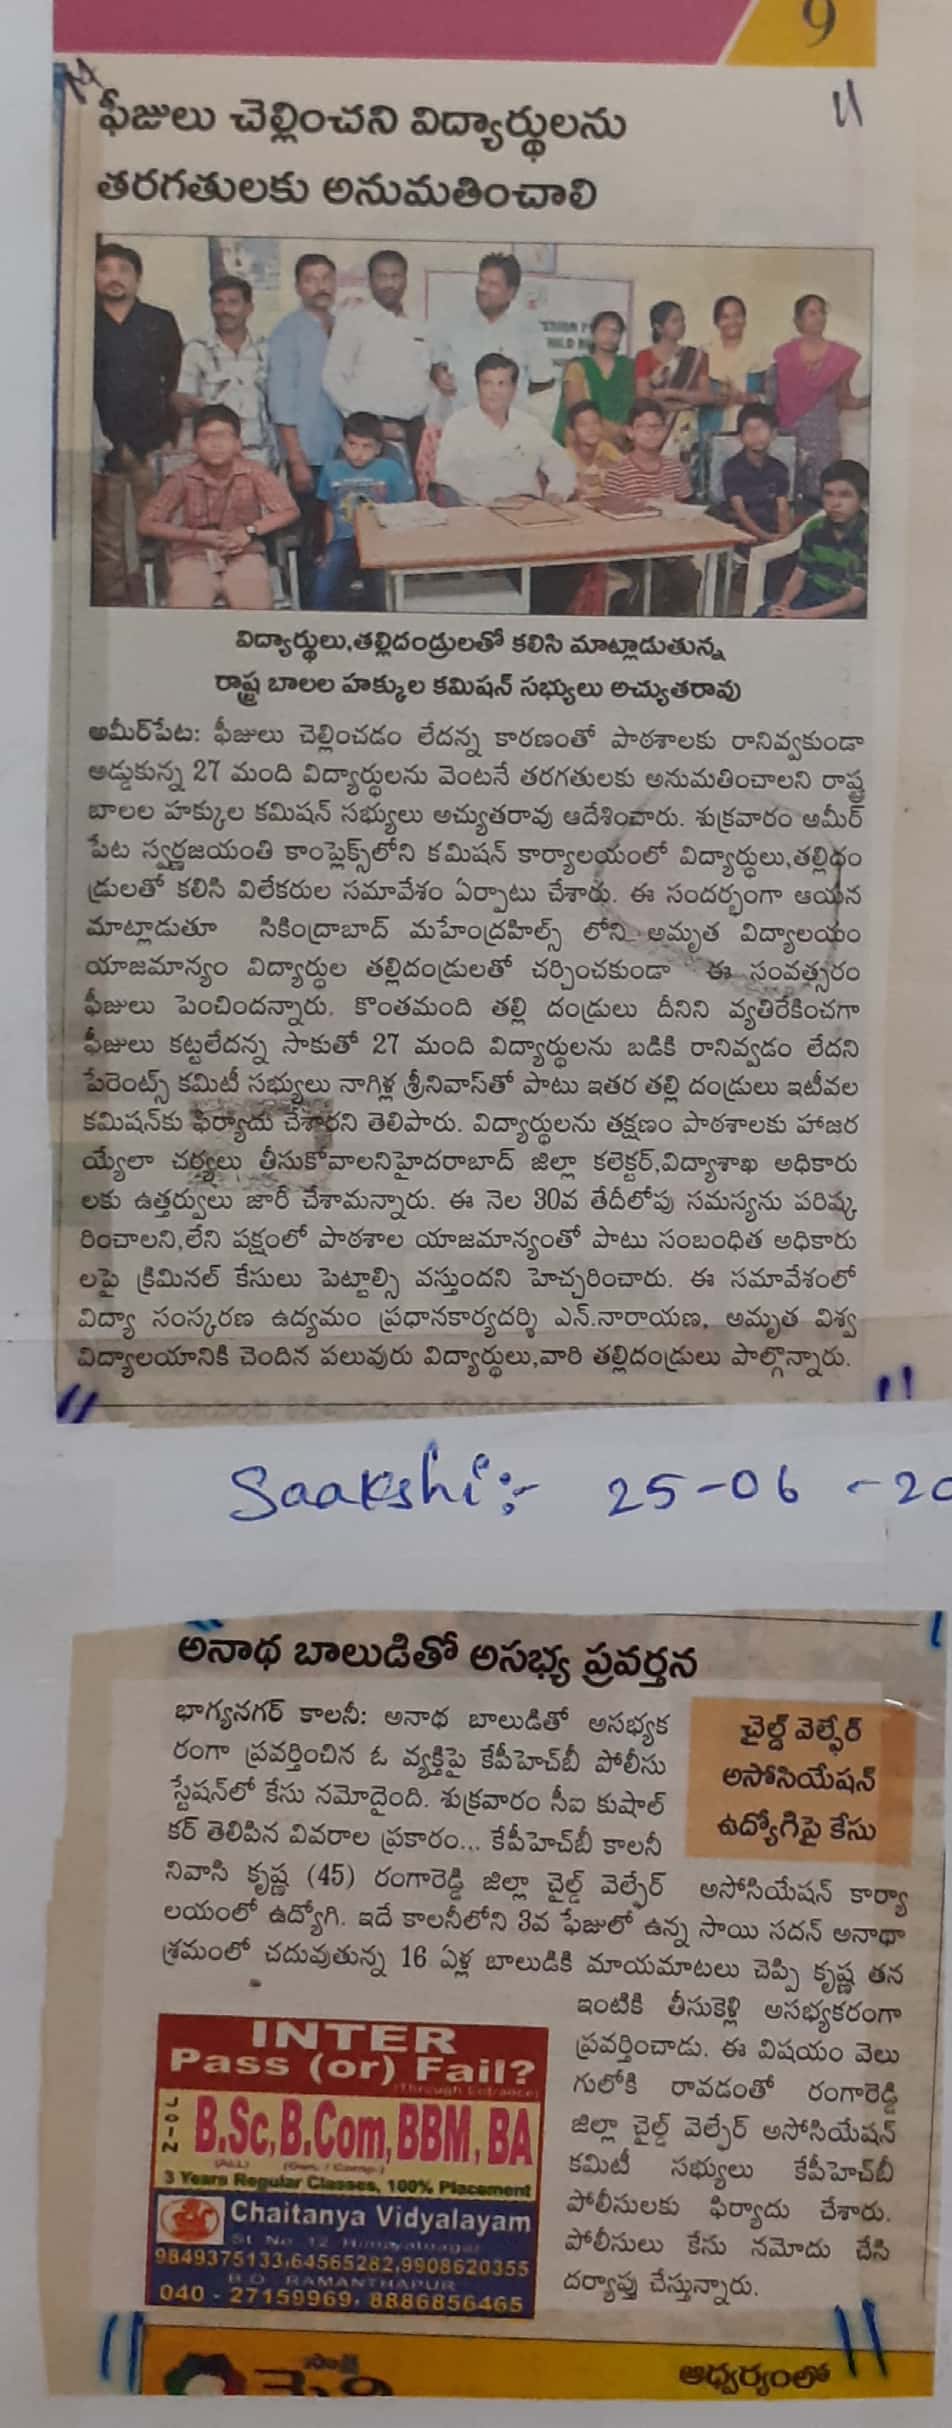 9
ఫీజులు చెల్లించని విద్యార్థులను
తరగతులకు అనుమతించాలి
విద్యార్థులు,తల్లిదండ్రులతో కలిసి మాట్లాడుతున్న
రాష్ట్ర బాలల హక్కుల కమిషన్ సభ్యులు అచ్యుతరావు
అమీర్‌పేట: ఫీజులు చెల్లించడం లేదన్న కారణంతో పాఠశాలకు రానివ్వకుండా
అడ్డుకున్న 27 మంది విద్యార్థులను వెంటనే తరగతులకు అనుమతించాలని రాష్ట్ర
బాలల హక్కుల కమిషన్ సభ్యులు అచ్యుతరావు ఆదేశించారు. శుక్రవారం అమీర్
పేట స్వర్ణజయంతి కాంప్లెక్స్‌లోని కమిషన్ కార్యాలయంలో విద్యార్థులు,తల్లిదం
డ్రులతో కలిసి విలేకరుల సమావేశం ఏర్పాటు చేశారు. ఈ సందర్భంగా ఆయన
మాట్లాడుతూ సికింద్రాబాద్ మహేంద్రహిల్స్ లోని అమృత విద్యాలయం
యాజమాన్యం విద్యార్థుల తల్లిదండ్రులతో చర్చించకుండా ఈ సంవత్సరం
ఫీజులు పెంచిందన్నారు. కొంతమంది తల్లి దండ్రులు దీనిని వ్యతిరేకించగా
ఫీజులు కట్టలేదన్న సాకుతో 27 మంది విద్యార్థులను బడికి రానివ్వడం లేదని
పేరెంట్స్ కమిటీ సభ్యులు నాగిళ్ల శ్రీనివాస్‌తో పాటు ఇతర తల్లి దండ్రులు ఇటీవల
కమిషన్‌కు ఫిర్యాదు చేశారని తెలిపారు. విద్యార్థులను తక్షణం పాఠశాలకు హాజర
య్యేలా చర్యలు తీసుకోవాలనిహైదరాబాద్ జిల్లా కలెక్టర్,విద్యాశాఖ అధికారు
లకు ఉత్తర్వులు జారీ చేశామన్నారు. ఈ నెల 30వ తేదీలోపు సమస్యను పరిష్క
రించాలని,లేని పక్షంలో పాఠశాల యాజమాన్యంతో పాటు సంబంధిత అధికారు
లపై క్రిమినల్ కేసులు పెట్టాల్సి వస్తుందని హెచ్చరించారు. ఈ సమావేశంలో
విద్యా సంస్కరణ ఉద్యమం ప్రధానకార్యదర్శి ఎన్.నారాయణ, అమృత విశ్వ
విద్యాలయానికి చెందిన పలువురు విద్యార్థులు,వారి తల్లిదండ్రులు పాల్గొన్నారు.
Saakshi:- 25-06-20
అనాథ బాలుడితో అసభ్య ప్రవర్తన
చైల్డ్ వెల్ఫేర్
అసోసియేషన్
ఉద్యోగిపై కేసు
భాగ్యనగర్ కాలనీ: అనాథ బాలుడితో అసభ్యక
రంగా ప్రవర్తించిన ఓ వ్యక్తిపై కేపీహెచ్‌బీ పోలీసు
స్టేషన్‌లో కేసు నమోదైంది. శుక్రవారం సీఐ కుషాల్
కర్ తెలిపిన వివరాల ప్రకారం... కేపీహెచ్‌బీ కాలనీ
నివాసి కృష్ణ (45) రంగారెడ్డి జిల్లా చైల్డ్ వెల్ఫేర్ అసోసియేషన్ కార్యా
లయంలో ఉద్యోగి. ఇదే కాలనీలోని 3వ ఫేజులో ఉన్న సాయి సదన్ అనాథా
శ్రమంలో చదువుతున్న 16 ఏళ్ల బాలుడికి మాయమాటలు చెప్పి కృష్ణ తన
ఇంటికి తీసుకెళ్లి అసభ్యకరంగా
ప్రవర్తించాడు. ఈ విషయం వెలు
గులోకి రావడంతో రంగారెడ్డి
జిల్లా చైల్డ్ వెల్ఫేర్ అసోసియేషన్
కమిటీ సభ్యులు కేపీహెచ్‌బీ
పోలీసులకు ఫిర్యాదు చేశారు.
పోలీసులు కేసు నమోదు చేసి
దర్యాప్తు చేస్తున్నారు.
INTER
Pass (or) Fail?
(Through Entrance)
JOIN
B.Sc, B.Com, BBM, BA
(ALL) (Gen. / Comp.)
3 Years Regular Classes, 100% Placement
Chaitanya Vidyalayam
St. No 12 Himayatnagar
9849375133,64565282,9908620355
B.O RAMANTHAPUR
040 - 27159969, 8886856465
ఆధ్వర్యంలో